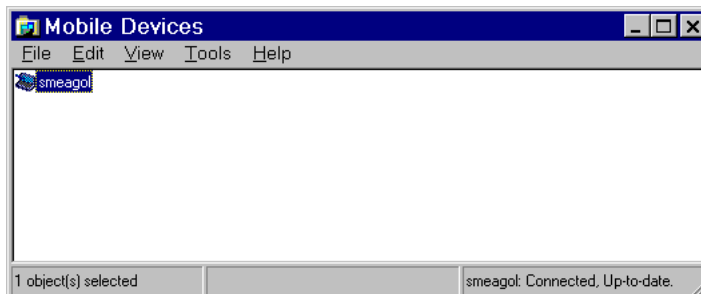 Mobile Devices
File Edit View Tools Help
smeagol
1 object(s) selected smeagol: Connected, Up-to-date.